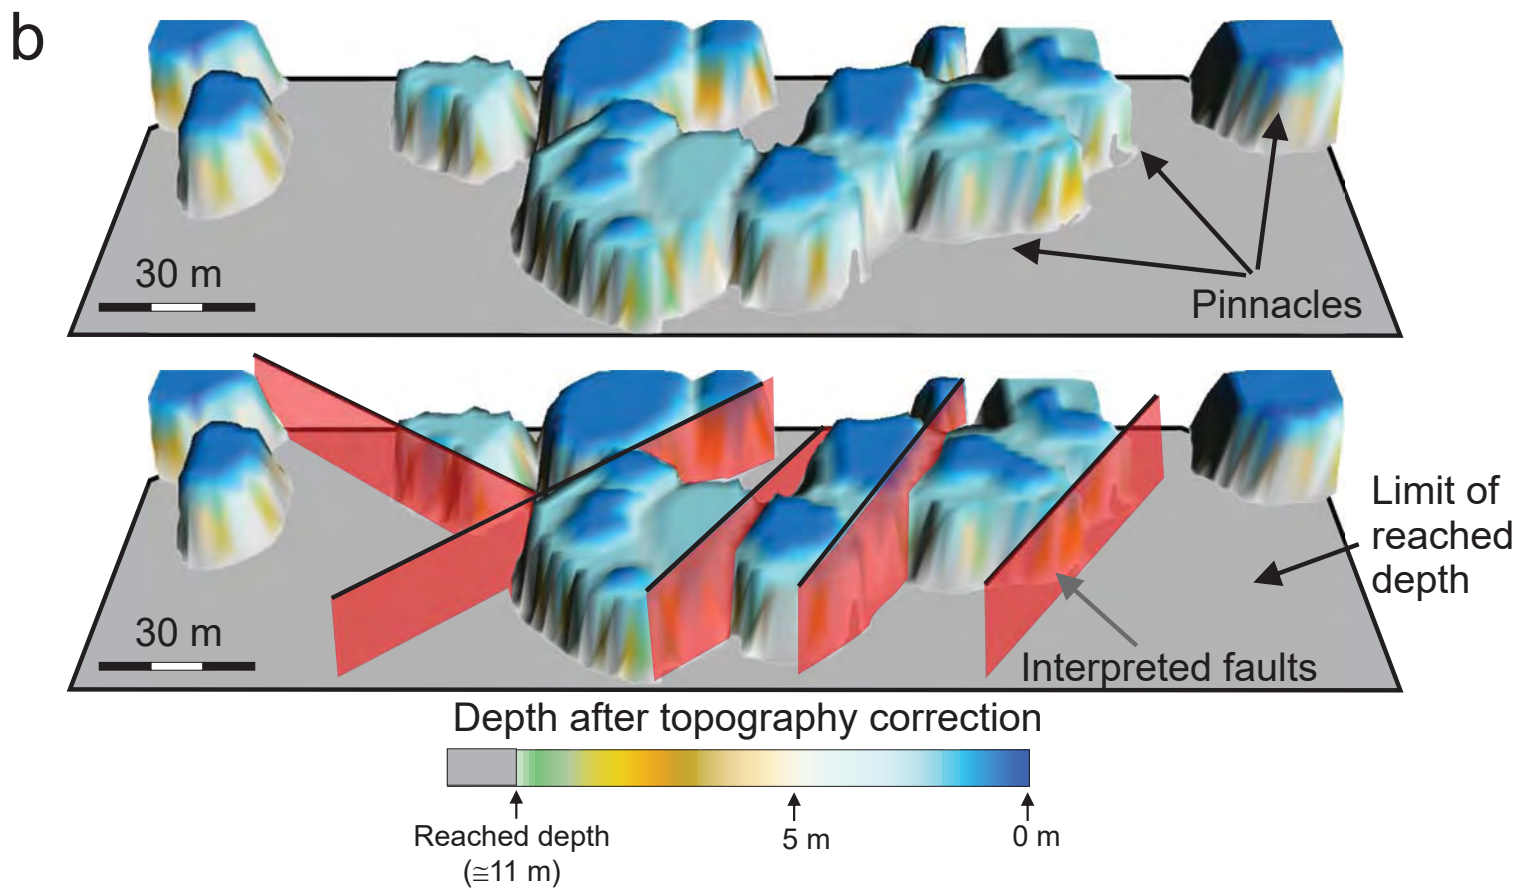 b
30 m
Pinnacles
Limit of
reached
depth
30 m
Interpreted faults
Depth after topography correction
Reached depth
(≅11 m)
5 m
0 m